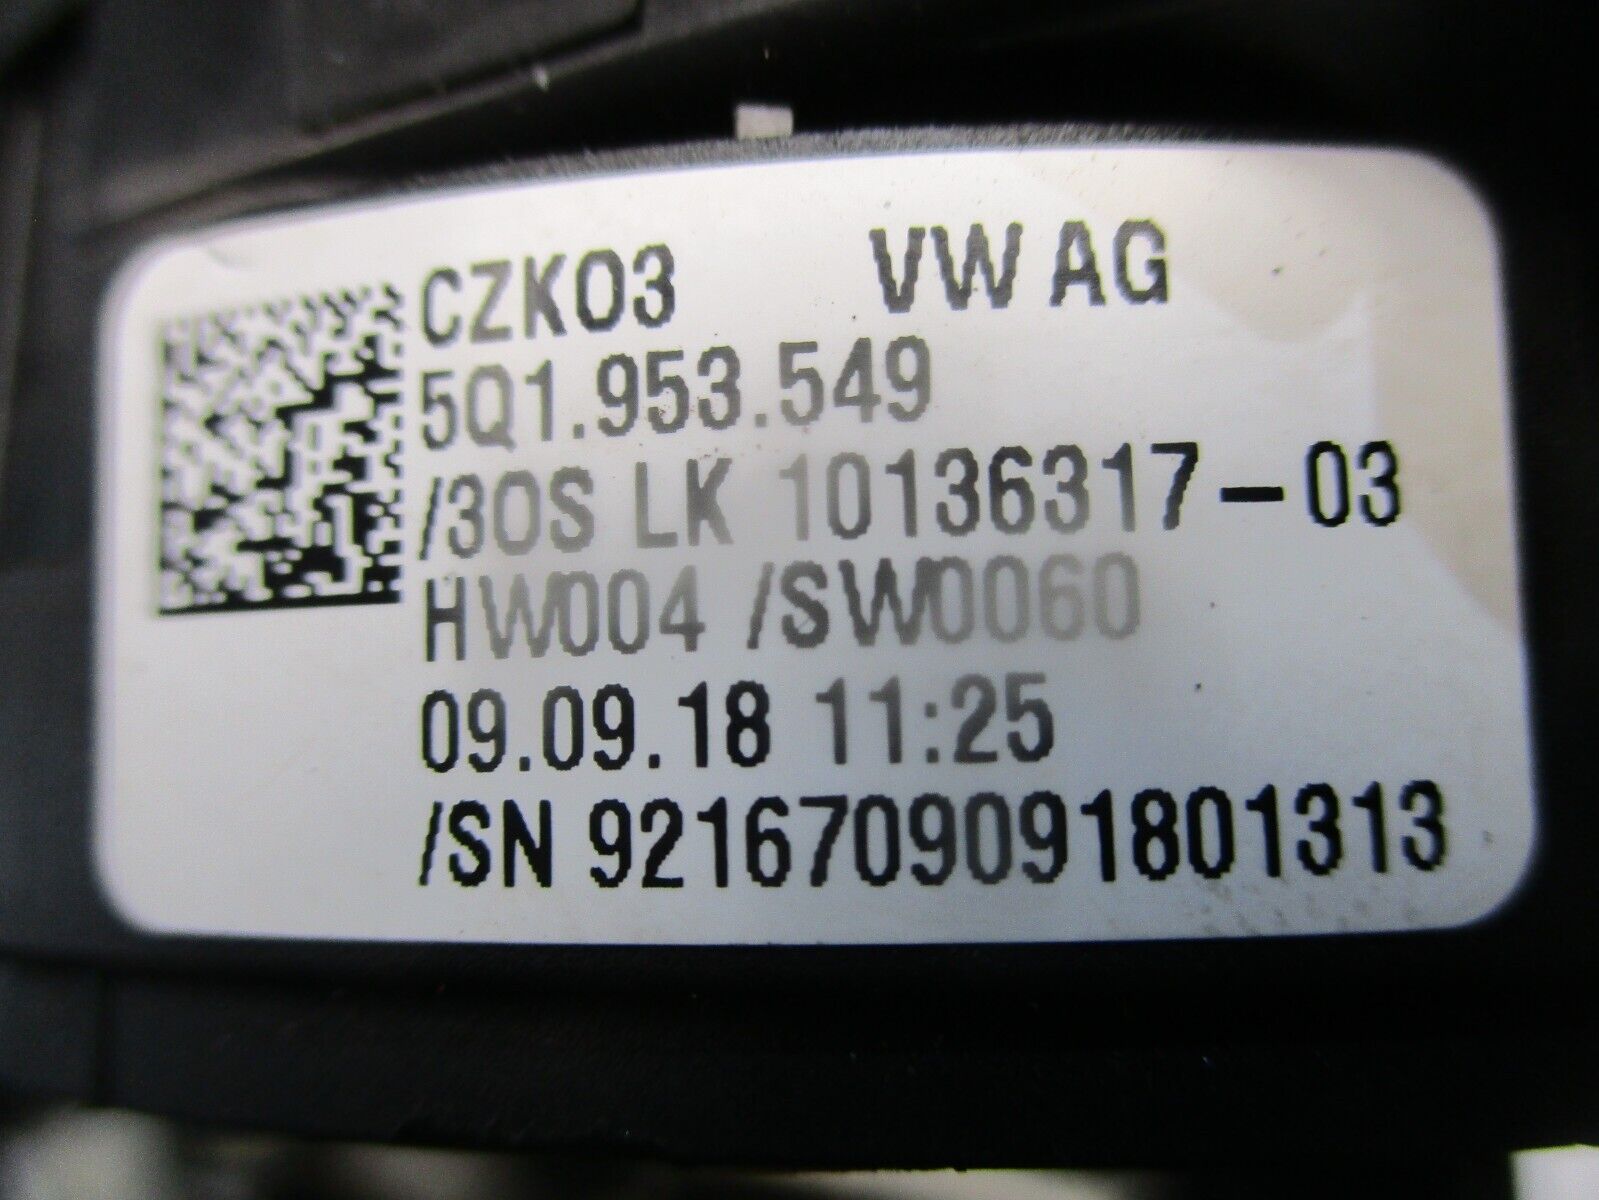 CZK03 VW AG
5Q1.953.549
/30S LK 10136317-03
HW004 /SW0060
09.09.18 11:25
/SN 9216709091801313